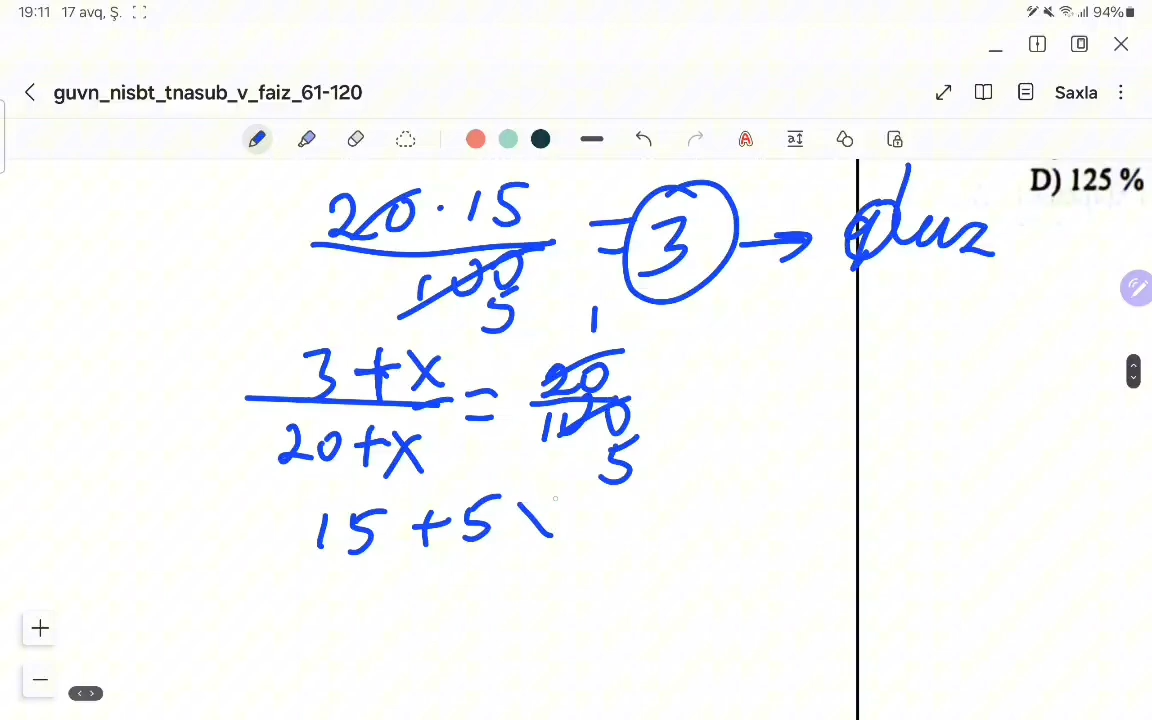 19:11 17 avq, Ş. 94%
guvn_nisbt_tnasub_v_faiz_61-120
Saxla
D) 125 %
20 · 15 / 100 = 3 → duz
5
1
3 + x / 20 + x = 20 / 100
5
15 + 5